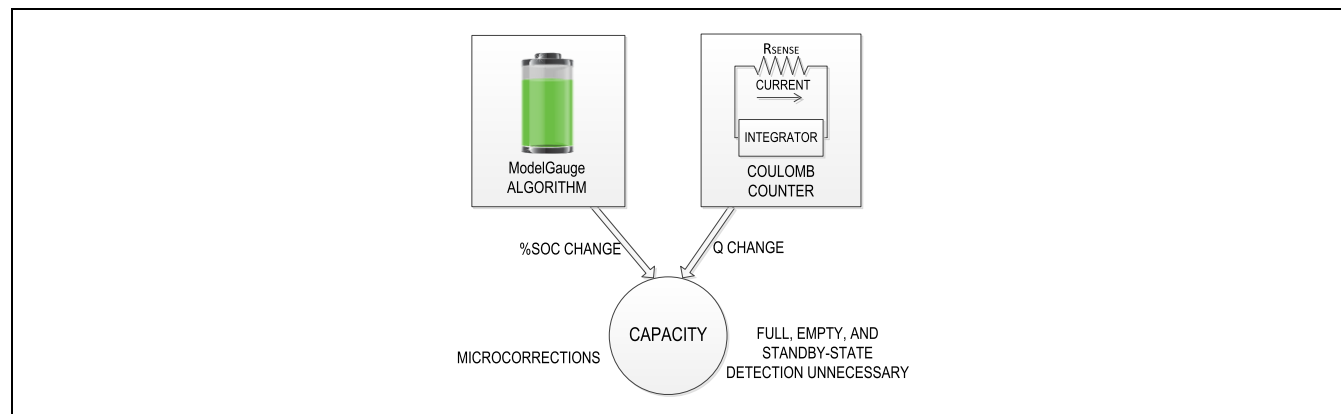 ModelGauge
ALGORITHM
RSENSE
CURRENT
INTEGRATOR
COULOMB
COUNTER
%SOC CHANGE
Q CHANGE
CAPACITY
MICROCORRECTIONS
FULL, EMPTY, AND
STANDBY-STATE
DETECTION UNNECESSARY